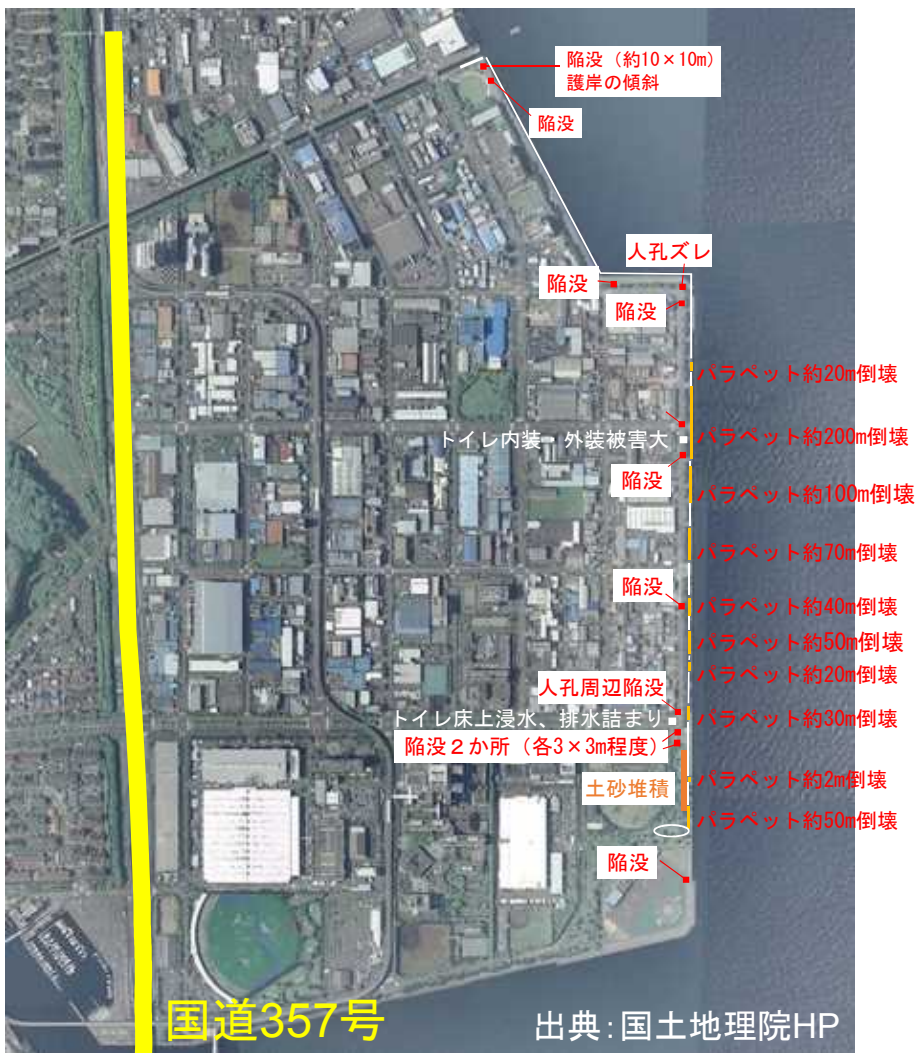 陥没（約10×10m）
護岸の傾斜
陥没
人孔ズレ
陥没
陥没
パラペット約20m倒壊
トイレ内装・外装被害大
パラペット約200m倒壊
陥没
パラペット約100m倒壊
パラペット約70m倒壊
陥没
パラペット約40m倒壊
パラペット約50m倒壊
パラペット約20m倒壊
人孔周辺陥没
トイレ床上浸水、排水詰まり
パラペット約30m倒壊
陥没２か所（各3×3m程度）
土砂堆積
パラペット約2m倒壊
パラペット約50m倒壊
陥没
国道357号
出典：国土地理院HP